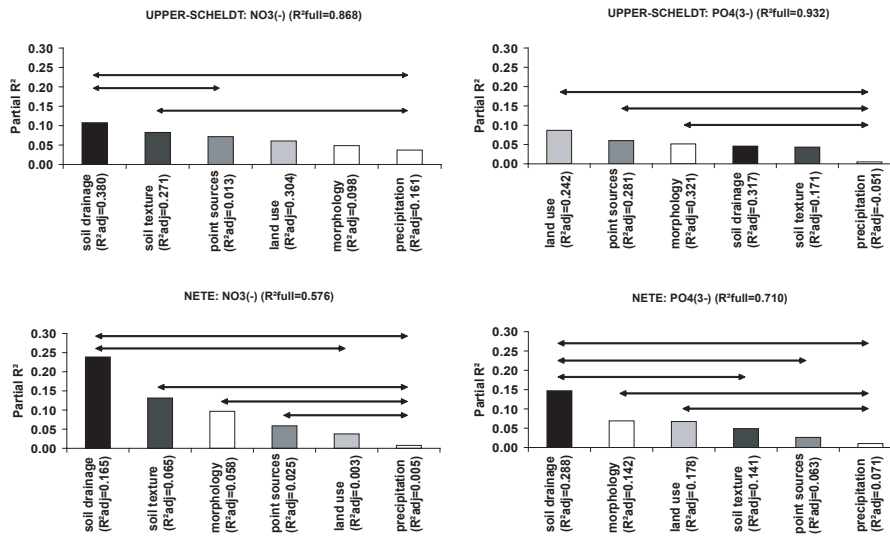 UPPER-SCHELDT: NO3(-) (R²full=0.868)
Partial R²
0.30
0.25
0.20
0.15
0.10
0.05
0.00
soil drainage
(R²adj=0.380)
soil texture
(R²adj=0.271)
point sources
(R²adj=0.013)
land use
(R²adj=0.304)
morphology
(R²adj=0.098)
precipitation
(R²adj=0.161)
UPPER-SCHELDT: PO4(3-) (R²full=0.932)
Partial R²
0.30
0.25
0.20
0.15
0.10
0.05
0.00
land use
(R²adj=0.242)
point sources
(R²adj=0.281)
morphology
(R²adj=0.321)
soil drainage
(R²adj=0.317)
soil texture
(R²adj=0.171)
precipitation
(R²adj=-0.051)
NETE: NO3(-) (R²full=0.576)
Partial R²
0.30
0.25
0.20
0.15
0.10
0.05
0.00
soil drainage
(R²adj=0.165)
soil texture
(R²adj=0.065)
morphology
(R²adj=0.058)
point sources
(R²adj=0.025)
land use
(R²adj=0.003)
precipitation
(R²adj=0.005)
NETE: PO4(3-) (R²full=0.710)
Partial R²
0.30
0.25
0.20
0.15
0.10
0.05
0.00
soil drainage
(R²adj=0.288)
morphology
(R²adj=0.142)
land use
(R²adj=0.178)
soil texture
(R²adj=0.141)
point sources
(R²adj=0.063)
precipitation
(R²adj=0.071)